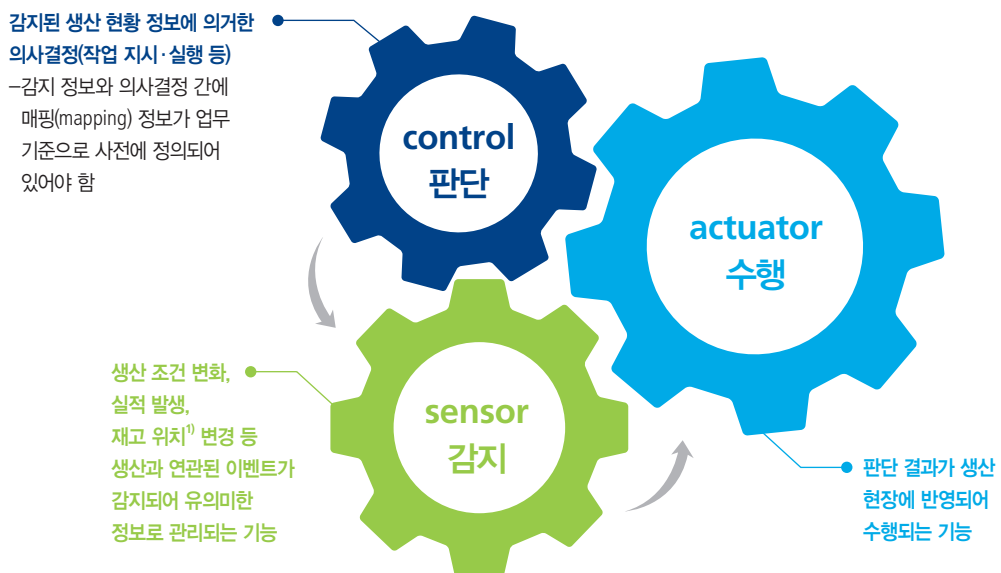 감지된 생산 현황 정보에 의거한
의사결정(작업 지시·실행 등)
–감지 정보와 의사결정 간에
매핑(mapping) 정보가 업무
기준으로 사전에 정의되어
있어야 함
control
판단
actuator
수행
생산 조건 변화,
실적 발생,
재고 위치1) 변경 등
생산과 연관된 이벤트가
감지되어 유의미한
정보로 관리되는 기능
sensor
감지
판단 결과가 생산
현장에 반영되어
수행되는 기능